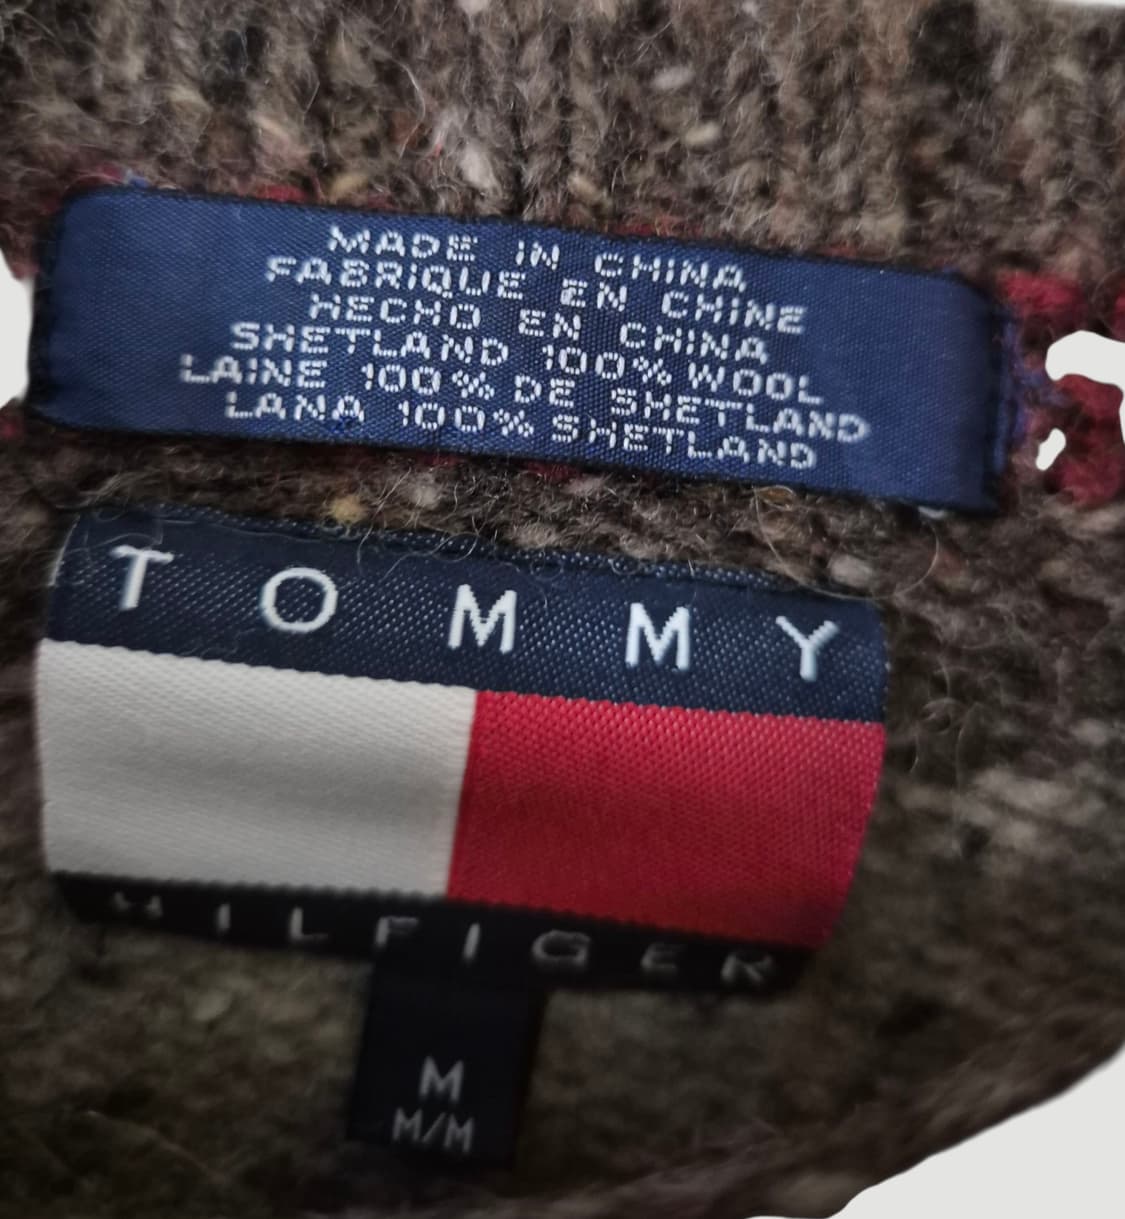 MADE IN CHINA
FABRIQUE EN CHINE
HECHO EN CHINA
SHETLAND 100% WOOL
LAINE 100% DE SHETLAND
LANA 100% SHETLAND
TOMMY
HILFIGER
M
M/M